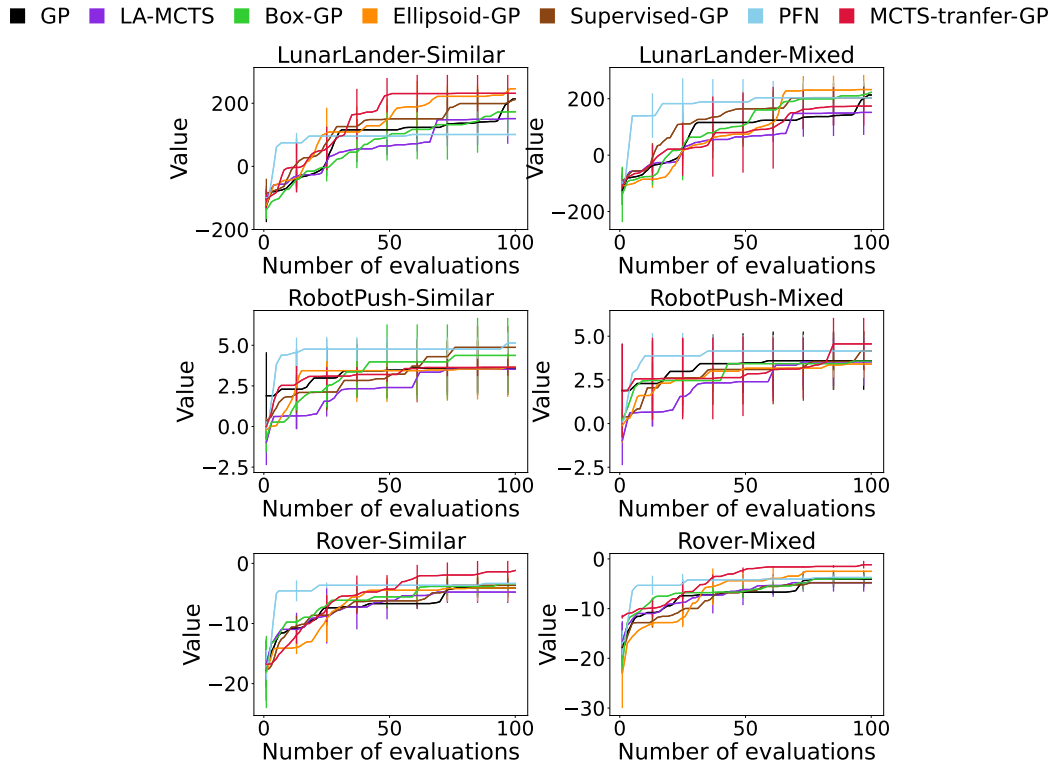 GP LA-MCTS Box-GP Ellipsoid-GP Supervised-GP PFN MCTS-tranfer-GP
LunarLander-Similar
200
0
−200
Value
0 50 100
Number of evaluations
LunarLander-Mixed
200
0
−200
Value
0 50 100
Number of evaluations
RobotPush-Similar
5.0
2.5
0.0
−2.5
Value
0 50 100
Number of evaluations
RobotPush-Mixed
5.0
2.5
0.0
−2.5
Value
0 50 100
Number of evaluations
Rover-Similar
0
−10
−20
Value
0 50 100
Number of evaluations
Rover-Mixed
0
−10
−20
−30
Value
0 50 100
Number of evaluations